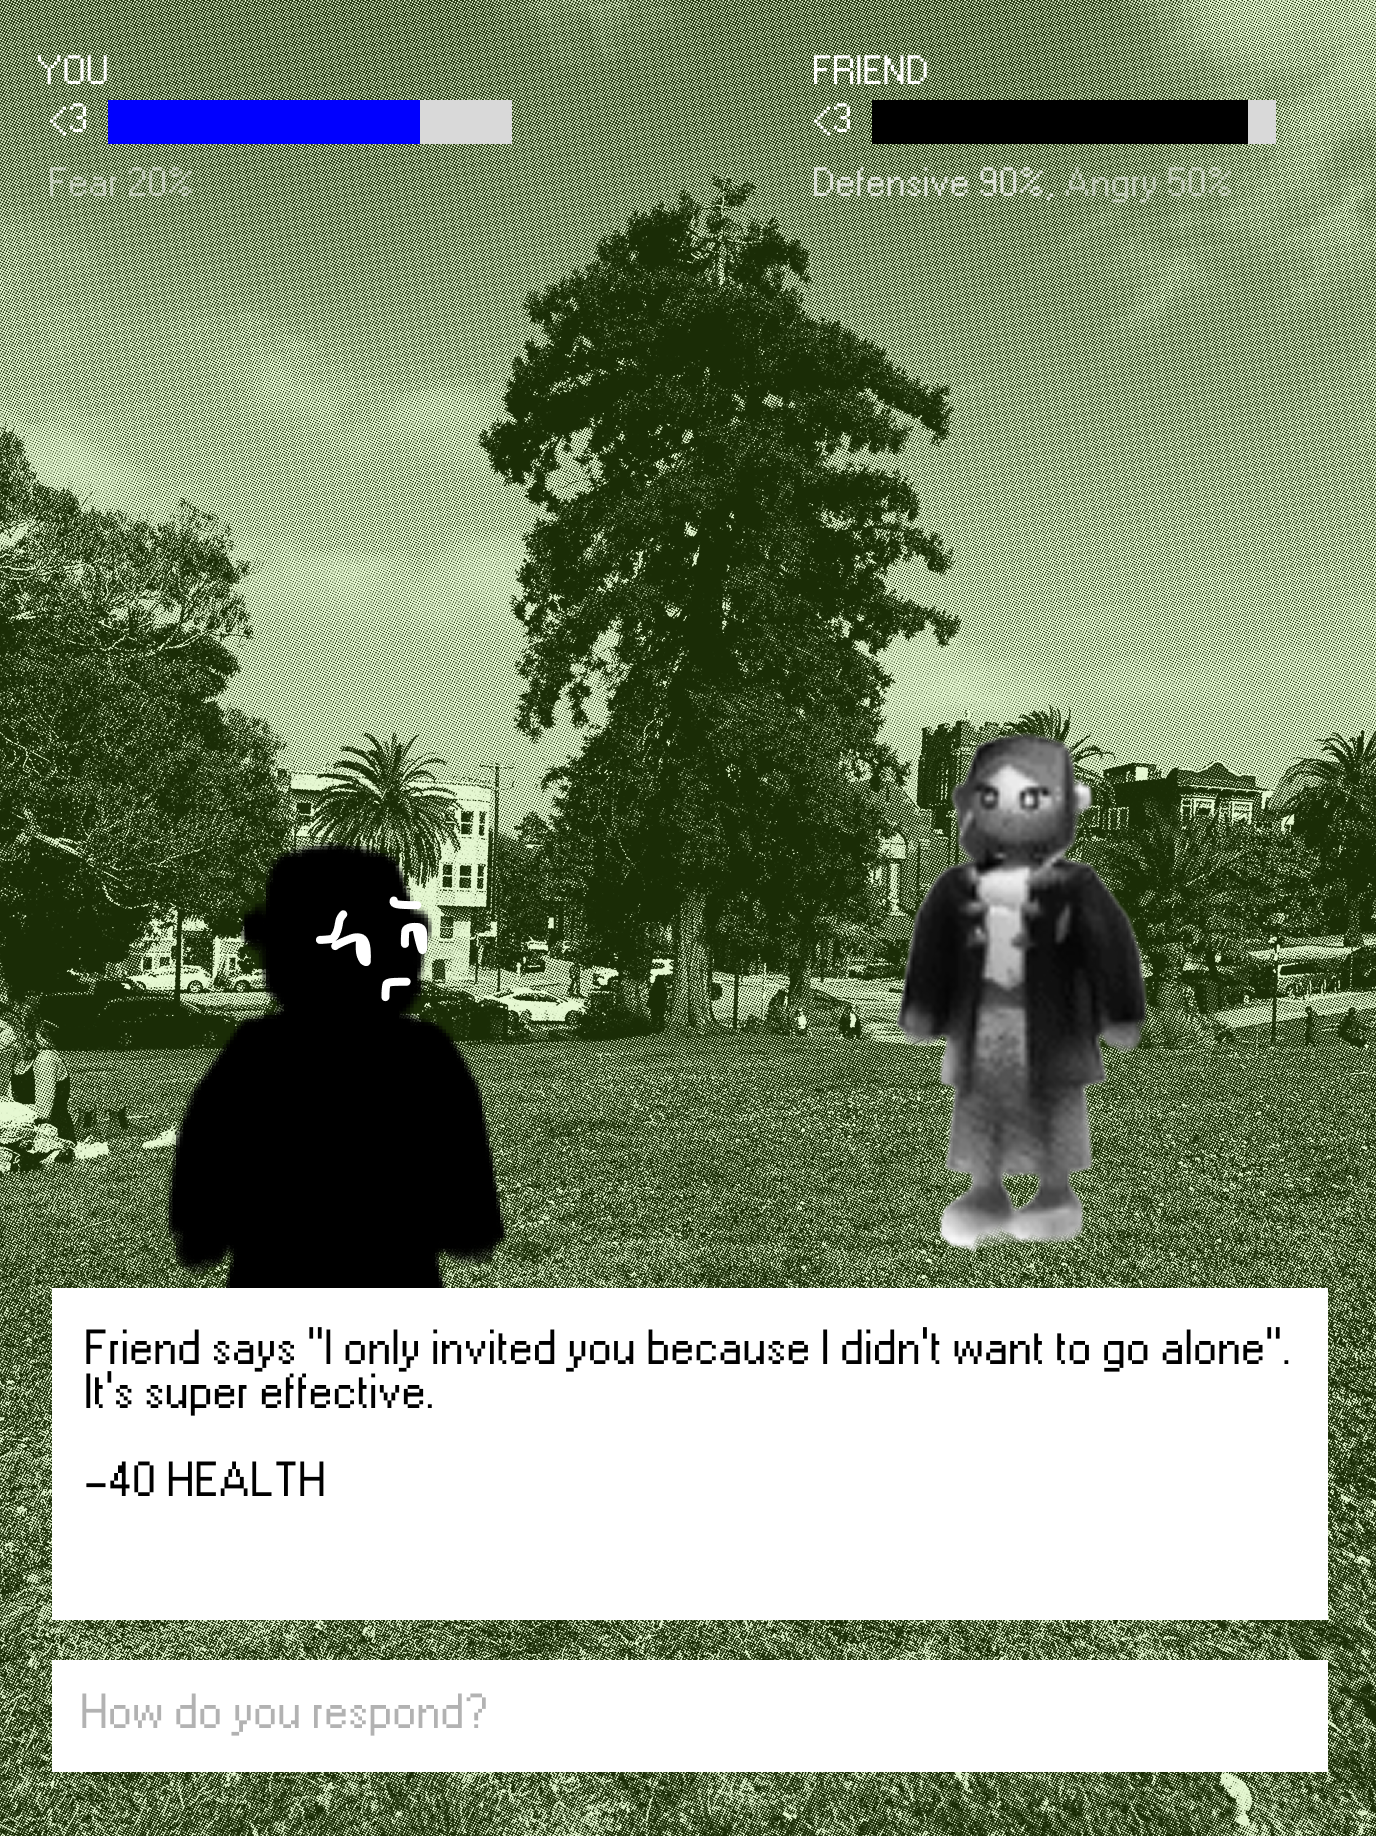 YOU
FRIEND
<3
<3
Fear 20%
Defensive 90%, Angry 50%
Friend says "I only invited you because I didn't want to go alone".
It's super effective.
-40 HEALTH
How do you respond?